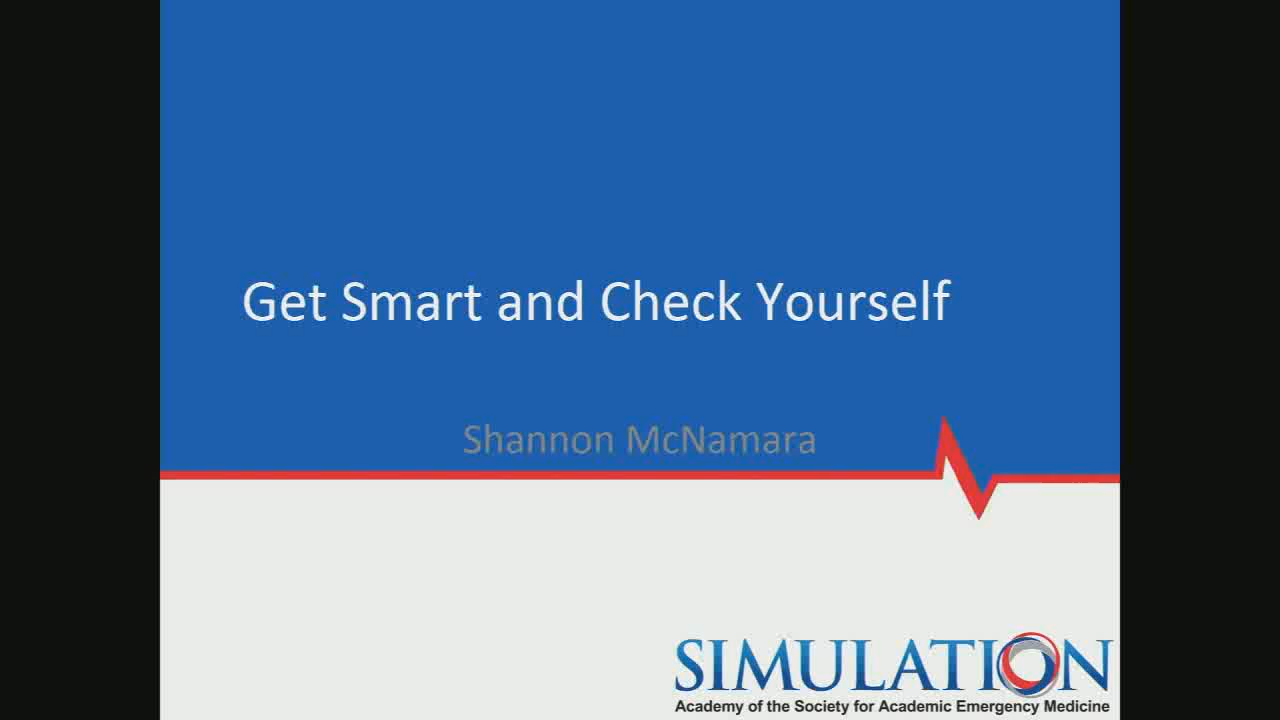 Get Smart and Check Yourself
Shannon McNamara
SIMULATION
Academy of the Society for Academic Emergency Medicine